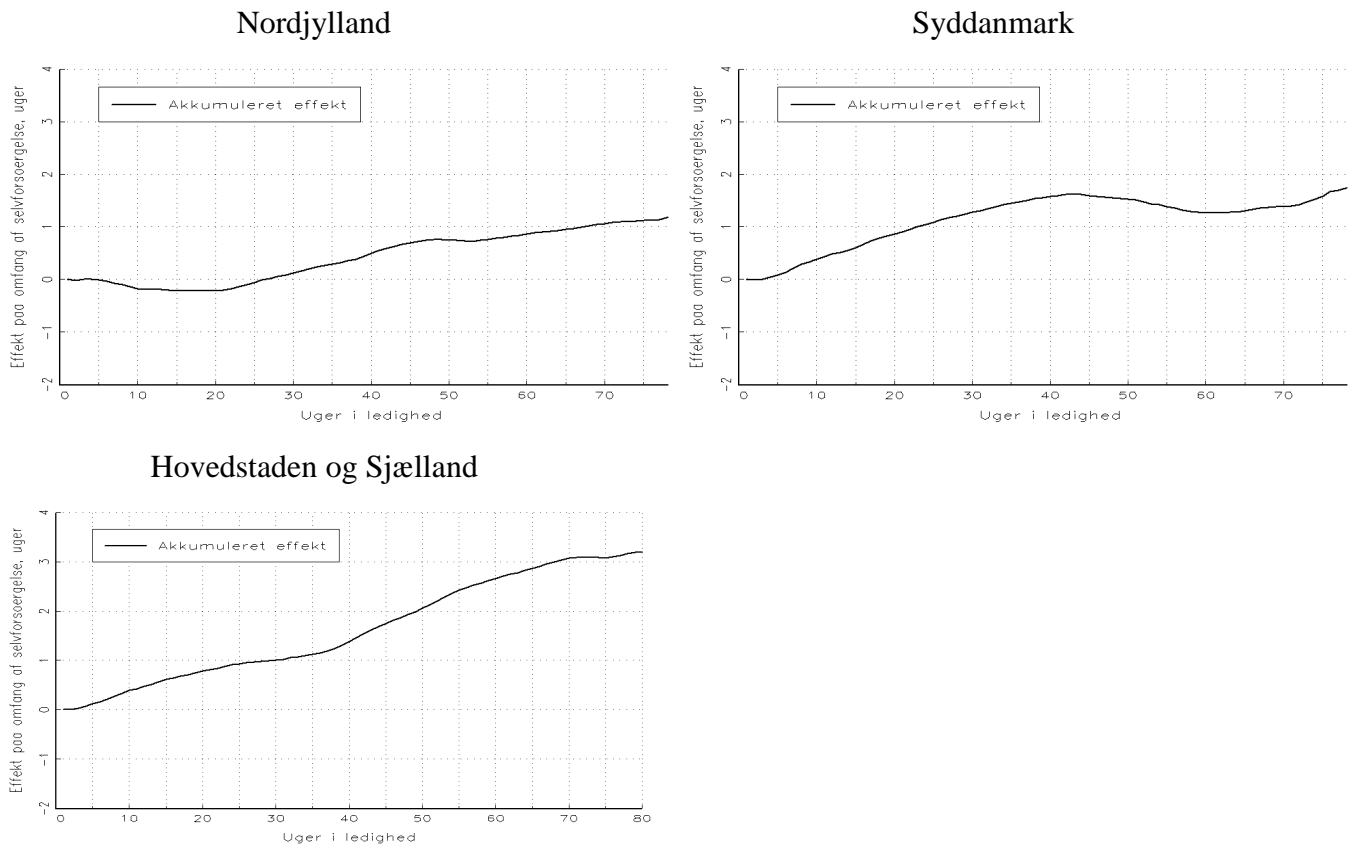 Nordjylland
Effekt paa omfang af selvforsoergelse, uger
4
3
2
1
0
-1
-2
Akkumuleret effekt
0 10 20 30 40 50 60 70
Uger i ledighed
Syddanmark
Effekt paa omfang af selvforsoergelse, uger
4
3
2
1
0
-1
-2
Akkumuleret effekt
0 10 20 30 40 50 60 70
Uger i ledighed
Hovedstaden og Sjælland
Effekt paa omfang af selvforsoergelse, uger
4
3
2
1
0
-1
-2
Akkumuleret effekt
0 10 20 30 40 50 60 70 80
Uger i ledighed